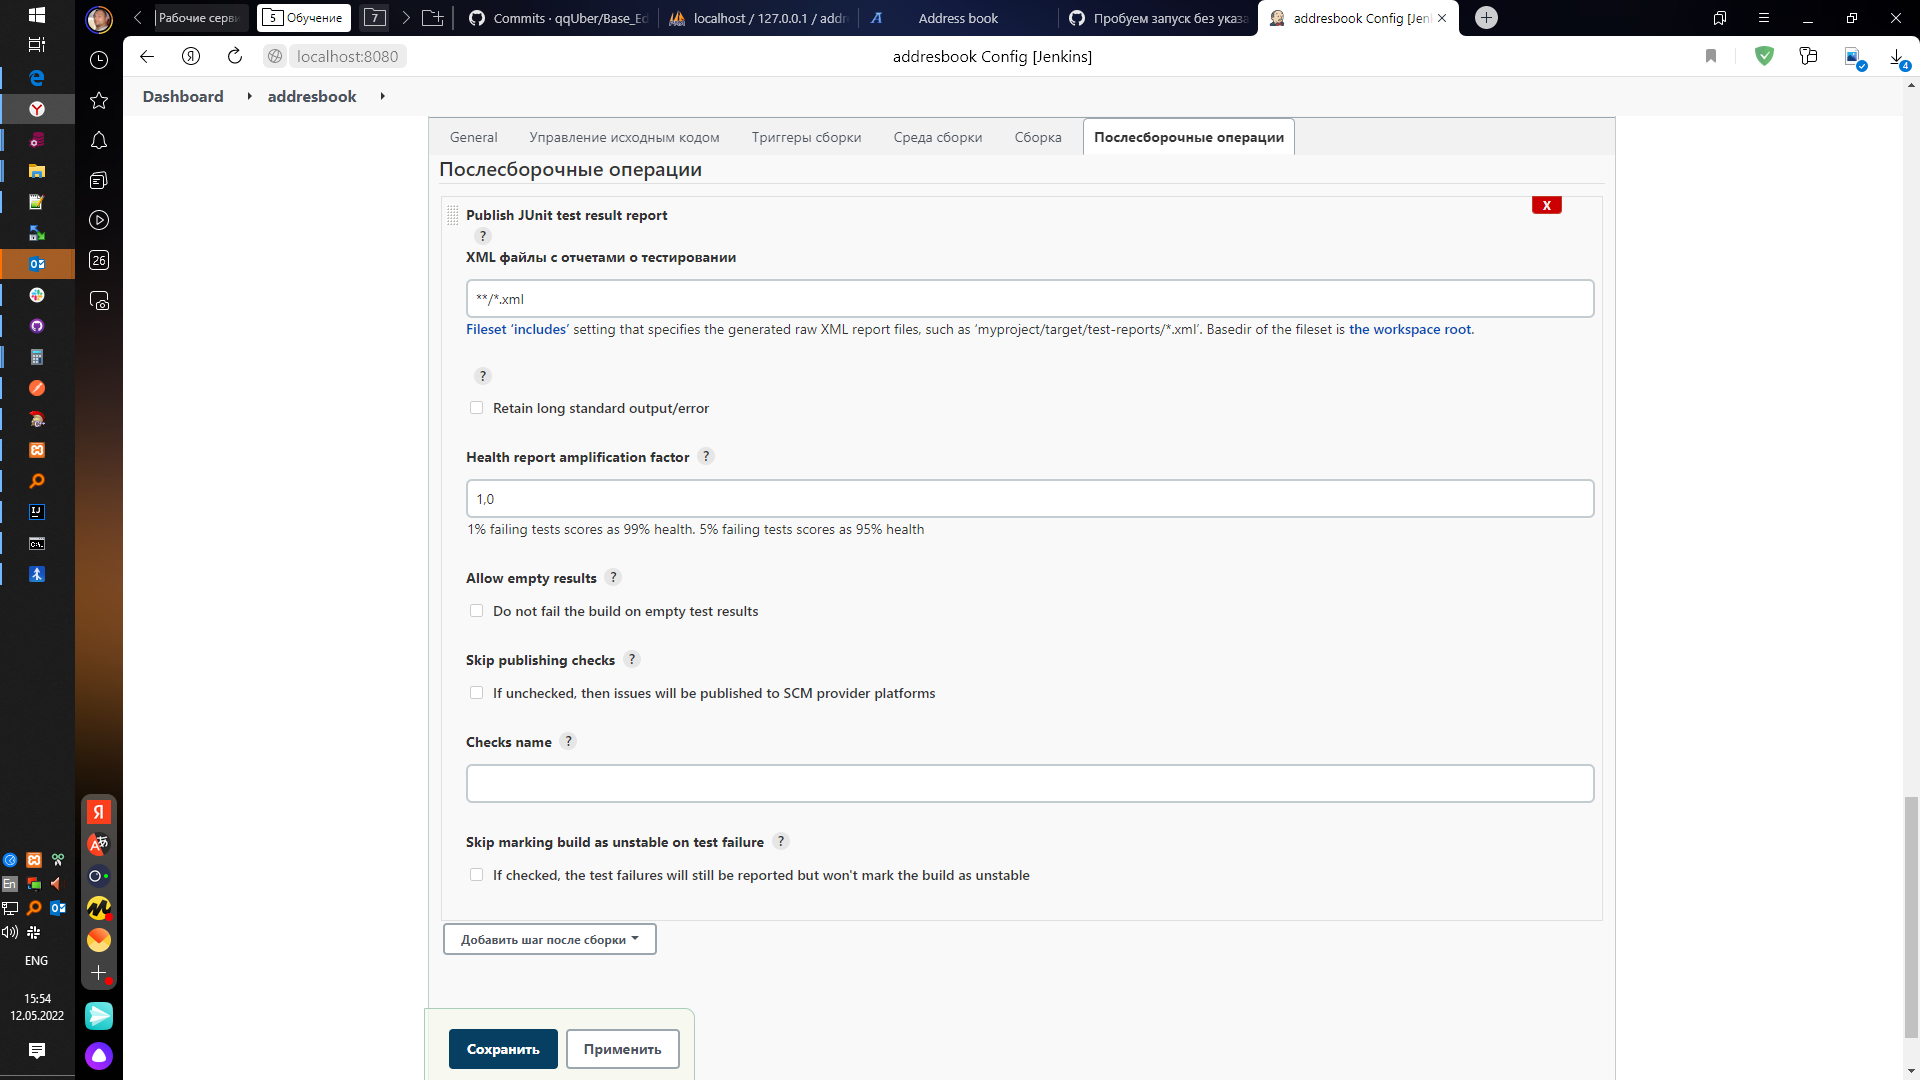 Рабочие серви
5 Обучение
7
Commits · qqUber/Base_Ed
localhost / 127.0.0.1 / addre
Address book
Пробуем запуск без указа
addresbook Config [Jenk
localhost:8080
addresbook Config [Jenkins]
4
Dashboard
addresbook
General
Управление исходным кодом
Триггеры сборки
Среда сборки
Сборка
Послесборочные операции
Послесборочные операции
X
Publish JUnit test result report
?
XML файлы с отчетами о тестировании
**/*.xml
Fileset ‘includes’ setting that specifies the generated raw XML report files, such as ‘myproject/target/test-reports/*.xml’. Basedir of the fileset is the workspace root.
?
Retain long standard output/error
Health report amplification factor ?
1,0
1% failing tests scores as 99% health. 5% failing tests scores as 95% health
Allow empty results ?
Do not fail the build on empty test results
Skip publishing checks ?
If unchecked, then issues will be published to SCM provider platforms
Checks name ?
Skip marking build as unstable on test failure ?
If checked, the test failures will still be reported but won't mark the build as unstable
Добавить шаг после сборки
Сохранить
Применить
26
En
ENG
15:54
12.05.2022